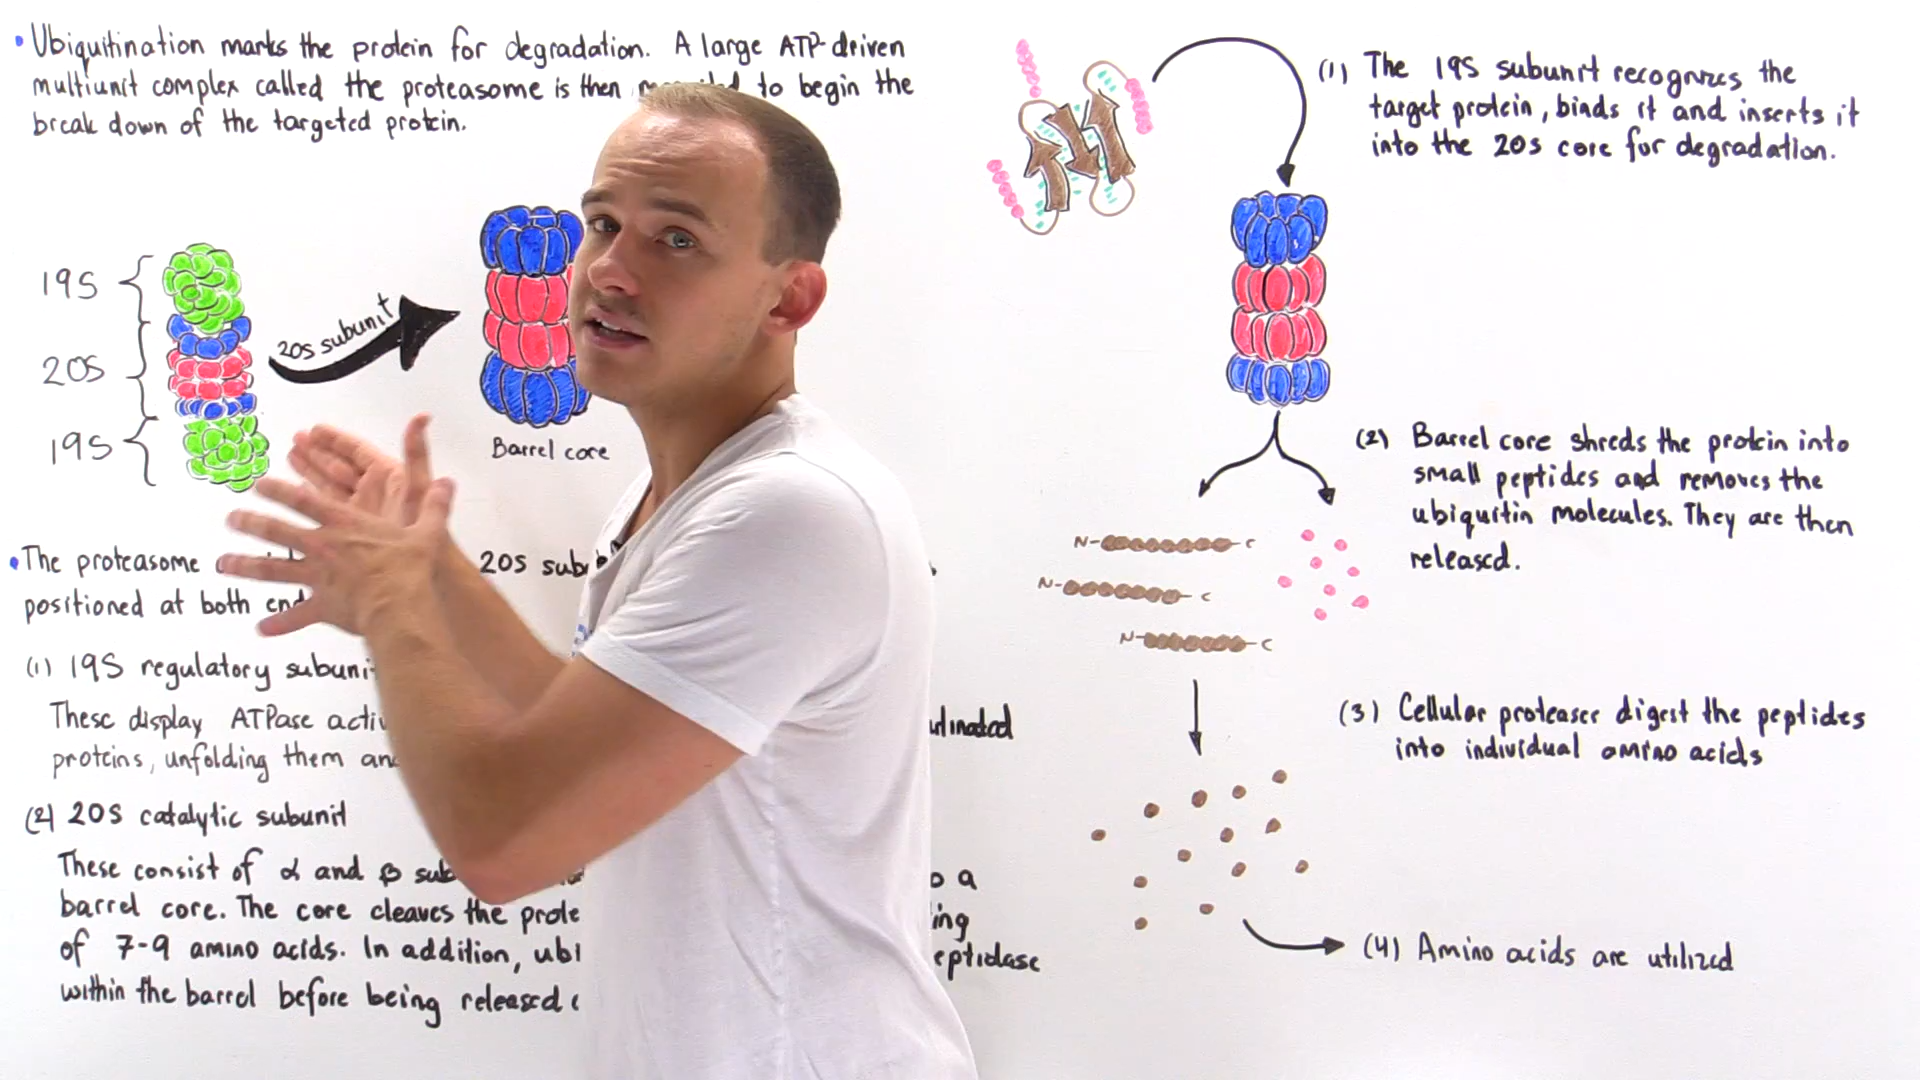 • Ubiquitination marks the protein for degradation. A large ATP-driven
multiunit complex called the proteasome is then to begin the
break down of the targeted protein.
19S
20S
19S
20S subunit
Barrel core
• The proteasome 20S
positioned at both
(1) 19S regulatory
These display ATPase
proteins, unfolding them
utinated
(2) 20S catalytic subunit
These consist of α and β
barrel core. The core cleaves the
of 7-9 amino acids. In addition,
within the barrel before being released
a
(1) The 19S subunit recognizes the
target protein, binds it and inserts it
into the 20S core for degradation.
(2) Barrel core shreds the protein into
small peptides and removes the
ubiquitin molecules. They are then
released.
N- -C
N- -C
N- -C
(3) Cellular proteases digest the peptides
into individual amino acids
(4) Amino acids are utilized